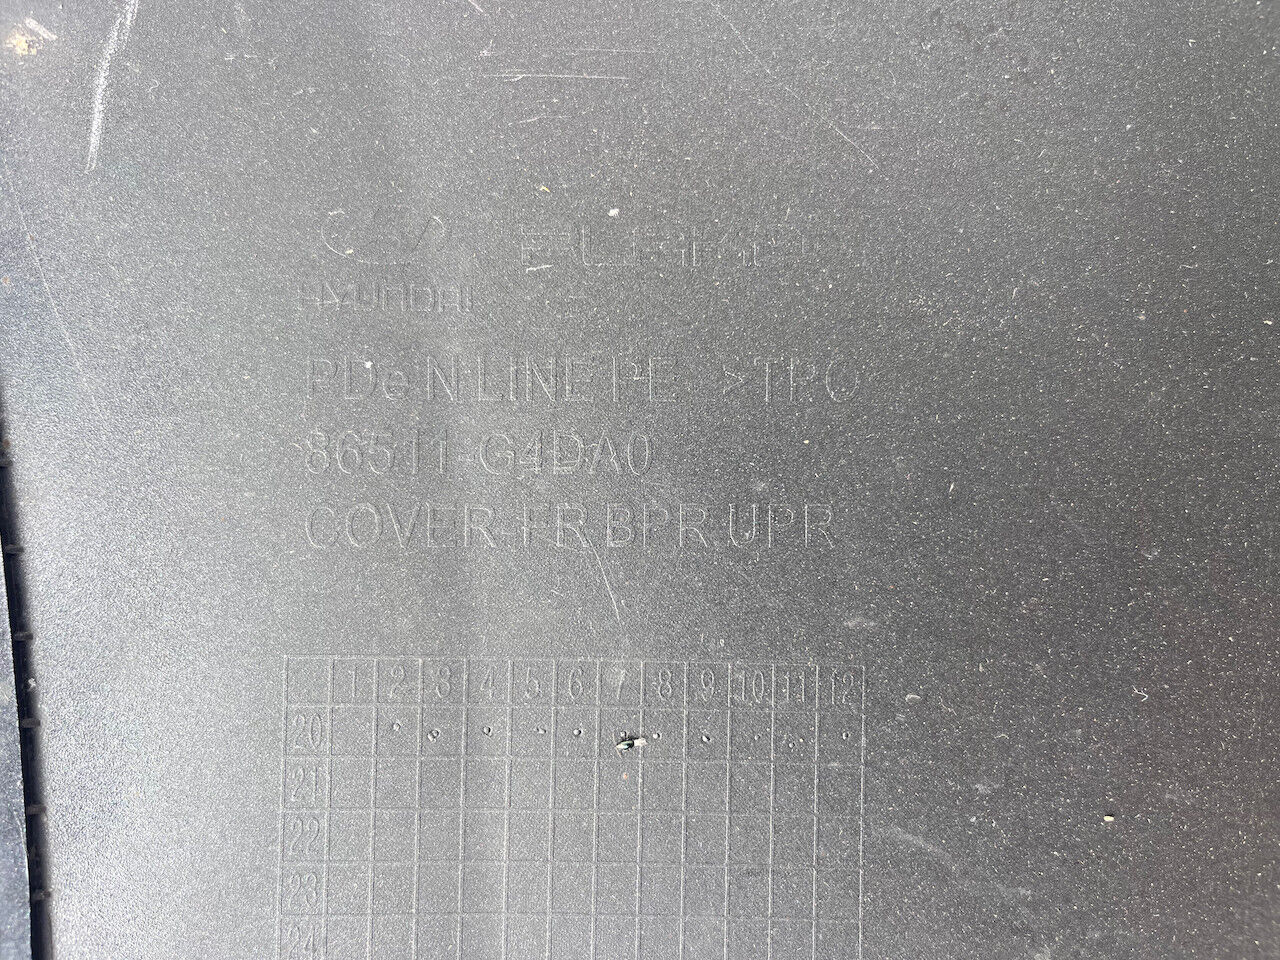 HYUNDAI
PDe N LINE PE >TPO
86511-G4DA0
COVER-FR BPR UPR
1 2 3 4 5 6 7 8 9 10 11 12
20
21
22
23
24